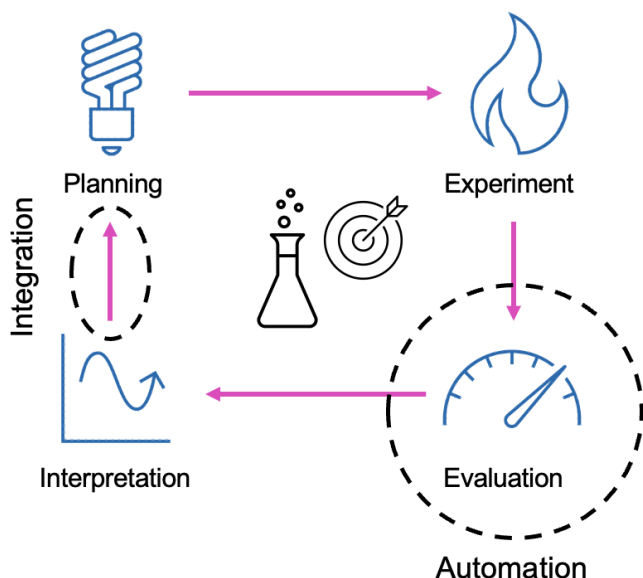 Planning
Experiment
Integration
Interpretation
Evaluation
Automation